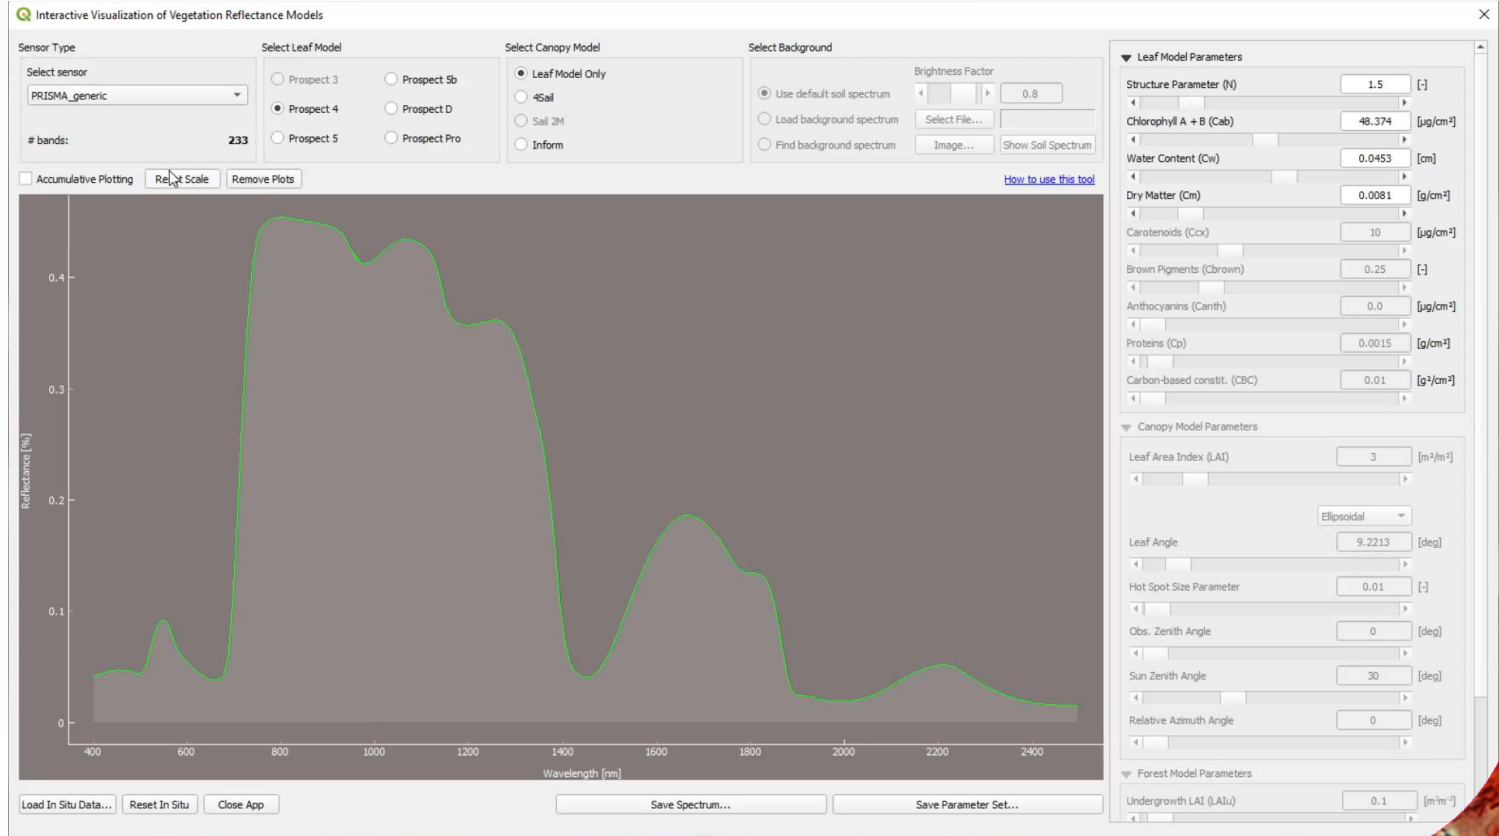 Interactive Visualization of Vegetation Reflectance Models
Sensor Type
Select sensor
PRISMA_generic
# bands: 233
Select Leaf Model
Prospect 3
Prospect 5b
Prospect 4
Prospect D
Prospect 5
Prospect Pro
Select Canopy Model
Leaf Model Only
4Sail
Sail 2M
Inform
Select Background
Brightness Factor
Use default soil spectrum
0.8
Load background spectrum
Select File...
Find background spectrum
Image...
Show Soil Spectrum
Accumulative Plotting
Reset Scale
Remove Plots
How to use this tool
0.4
0.3
0.2
0.1
0
Reflectance [%]
400 600 800 1000 1200 1400 1600 1800 2000 2200 2400
Wavelength [nm]
Load In Situ Data...
Reset In Situ
Close App
Save Spectrum...
Save Parameter Set...
Leaf Model Parameters
Structure Parameter (N) 1.5 [-]
Chlorophyll A + B (Cab) 48.374 [µg/cm²]
Water Content (Cw) 0.0453 [cm]
Dry Matter (Cm) 0.0081 [g/cm²]
Carotenoids (Ccx) 10 [µg/cm²]
Brown Pigments (Cbrown) 0.25 [-]
Anthocyanins (Canth) 0.0 [µg/cm²]
Proteins (Cp) 0.0015 [g/cm²]
Carbon-based constit. (CBC) 0.01 [g²/cm²]
Canopy Model Parameters
Leaf Area Index (LAI) 3 [m²/m²]
Ellipsoidal
Leaf Angle 9.2213 [deg]
Hot Spot Size Parameter 0.01 [-]
Obs. Zenith Angle 0 [deg]
Sun Zenith Angle 30 [deg]
Relative Azimuth Angle 0 [deg]
Forest Model Parameters
Undergrowth LAI (LAIu) 0.1